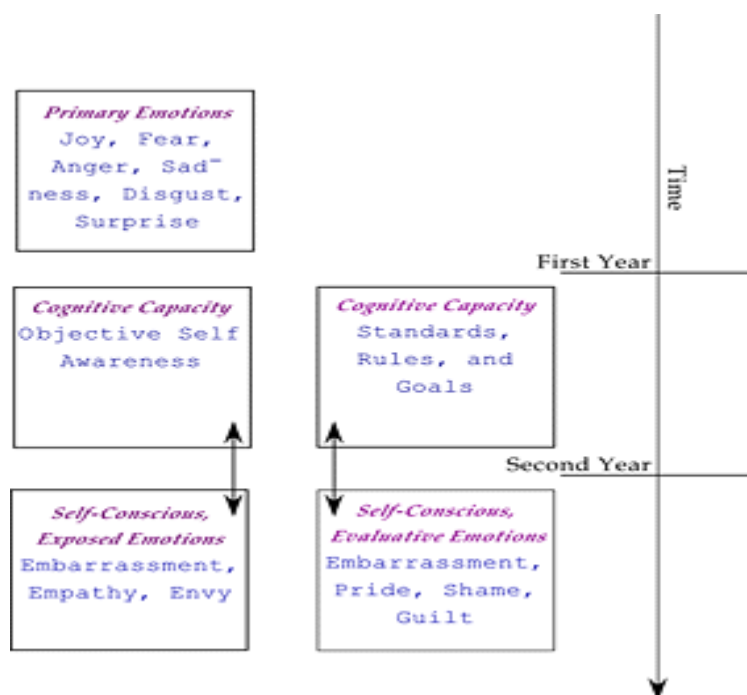 Primary Emotions
Joy, Fear,
Anger, Sad-
ness, Disgust,
Surprise
Time
First Year
Cognitive Capacity
Objective Self
Awareness
Cognitive Capacity
Standards,
Rules, and
Goals
Second Year
Self-Conscious,
Exposed Emotions
Embarrassment,
Empathy, Envy
Self-Conscious,
Evaluative Emotions
Embarrassment,
Pride, Shame,
Guilt